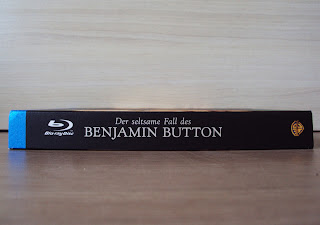 Blu-ray Disc
Der seltsame Fall des
BENJAMIN BUTTON